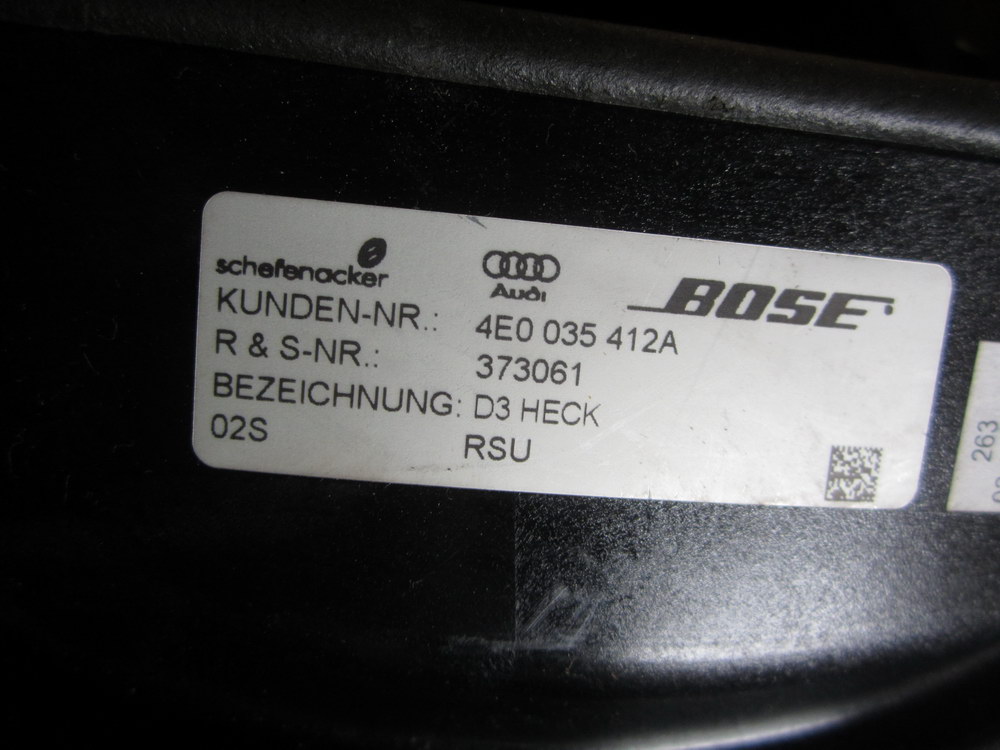 schefenacker
Audi
BOSE
KUNDEN-NR.: 4E0 035 412A
R & S-NR.: 373061
BEZEICHNUNG: D3 HECK
02S RSU
263